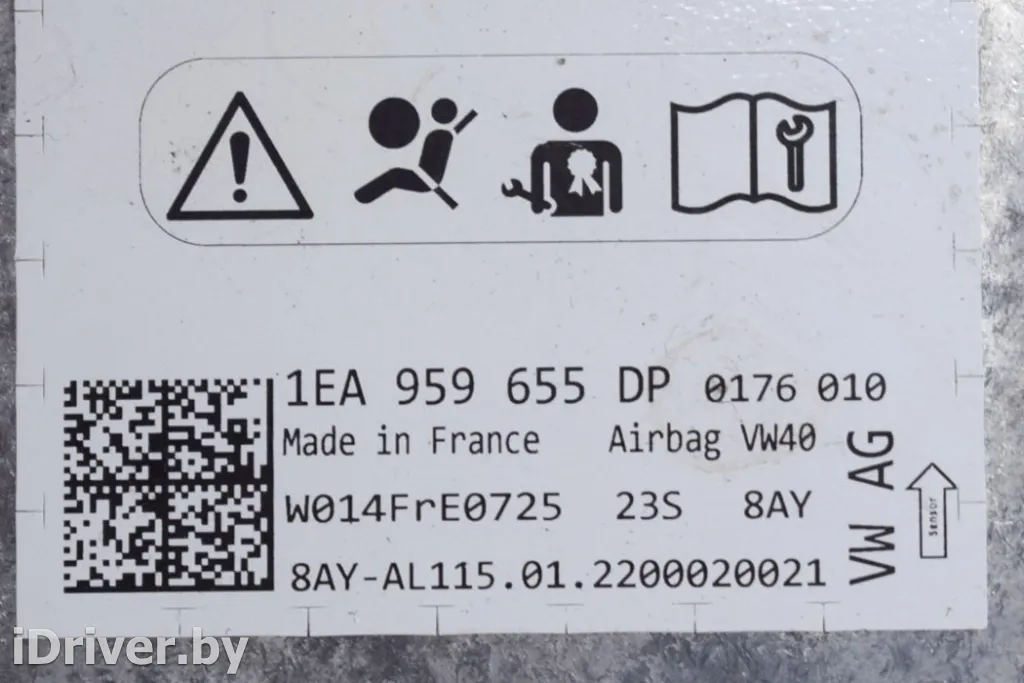 1EA 959 655 DP 0176 010
Made in France Airbag VW40
W014FrE0725 23S 8AY
8AY-AL115.01.2200020021
VW AG
Sensor
iDriver.by